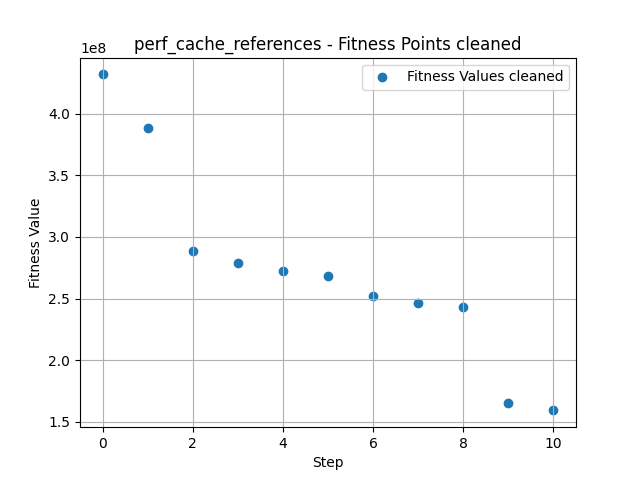 perf_cache_references - Fitness Points cleaned
1e8
Fitness Values cleaned
4.0
3.5
3.0
2.5
2.0
1.5
Fitness Value
0 2 4 6 8 10
Step